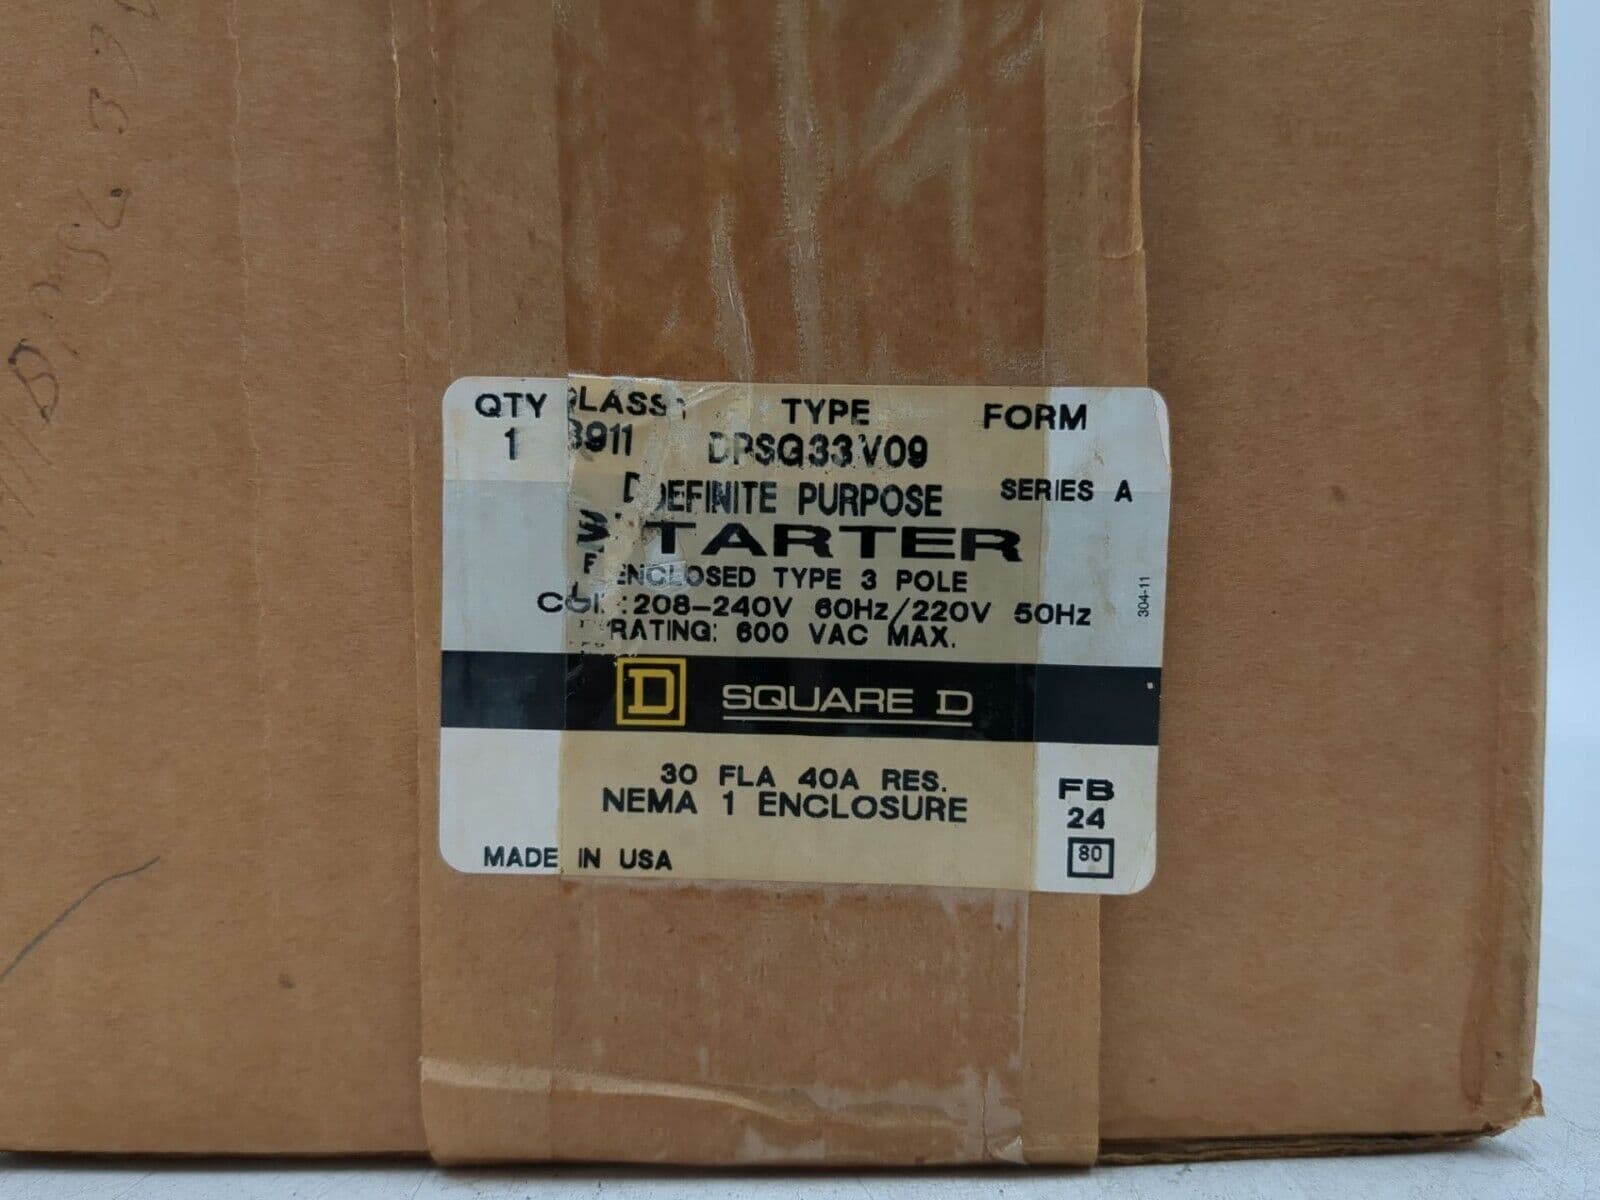 QTY CLASS TYPE FORM
1 8911 DPSG33V09
DEFINITE PURPOSE SERIES A
STARTER
ENCLOSED TYPE 3 POLE
COIL: 208-240V 60Hz/220V 50Hz
RATING: 600 VAC MAX.
304-11
D SQUARE D
30 FLA 40A RES.
NEMA 1 ENCLOSURE
FB
24
80
MADE IN USA